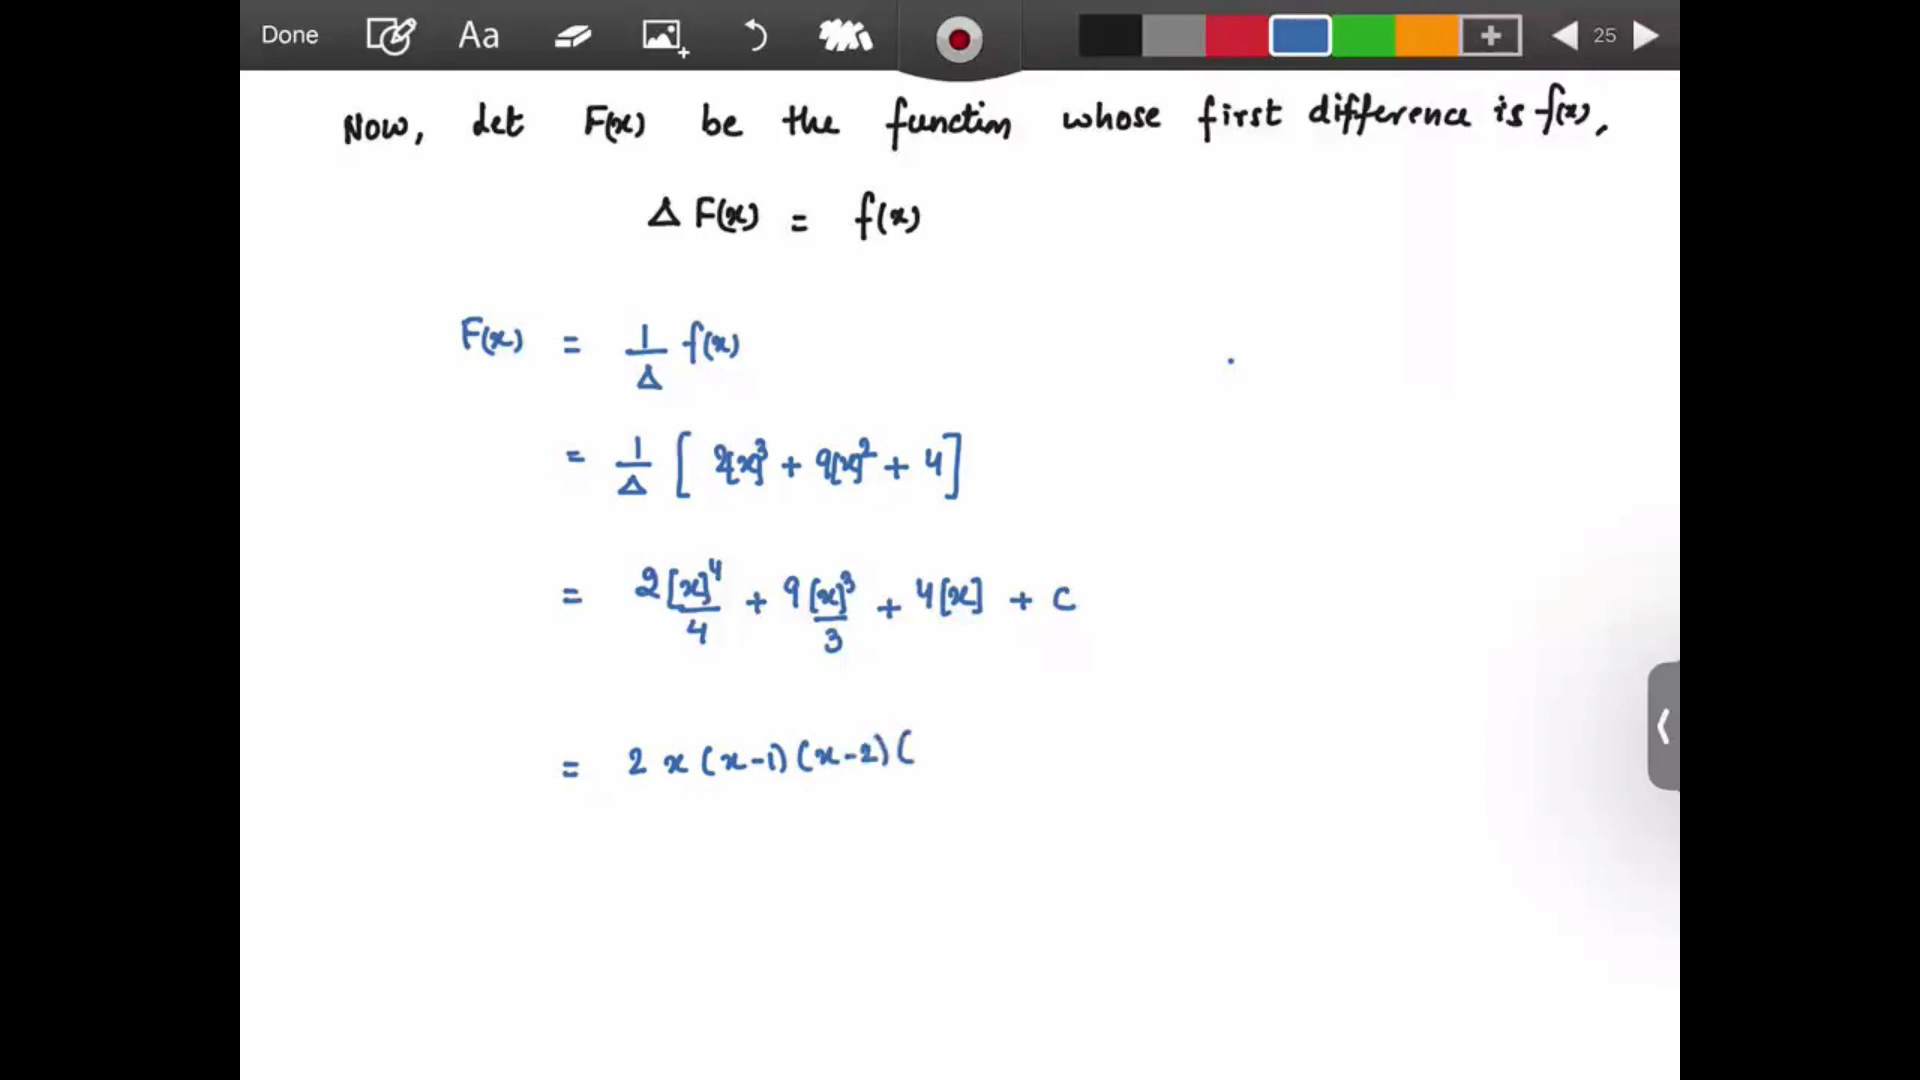 Done Aa 25
Now, let F(x) be the function whose first difference is f(x),
Δ F(x) = f(x)
F(x) = 1/Δ f(x)
= 1/Δ [ 2[x]³ + 9[x]² + 4 ]
= 2[x]⁴/4 + 9[x]³/3 + 4[x] + c
= 2 x (x-1) (x-2) (